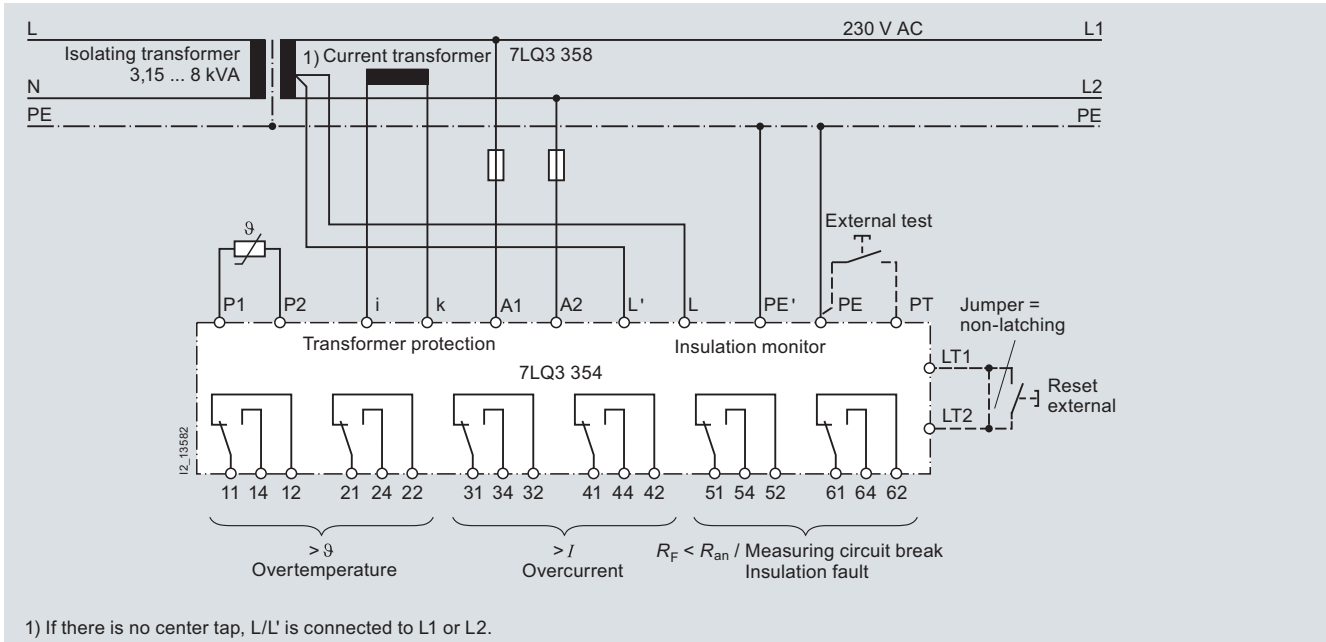 L 230 V AC L1
Isolating transformer 1) Current transformer 7LQ3 358
3,15 ... 8 kVA
N L2
PE PE
ϑ External test
P1 P2 i k A1 A2 L' L PE' PE PT Jumper =
non-latching
Transformer protection Insulation monitor
LT1
7LQ3 354
Reset
external
LT2
I2_13582
11 14 12 21 24 22 31 34 32 41 44 42 51 54 52 61 64 62
>ϑ >I RF < Ran / Measuring circuit break
Overtemperature Overcurrent Insulation fault
1) If there is no center tap, L/L' is connected to L1 or L2.